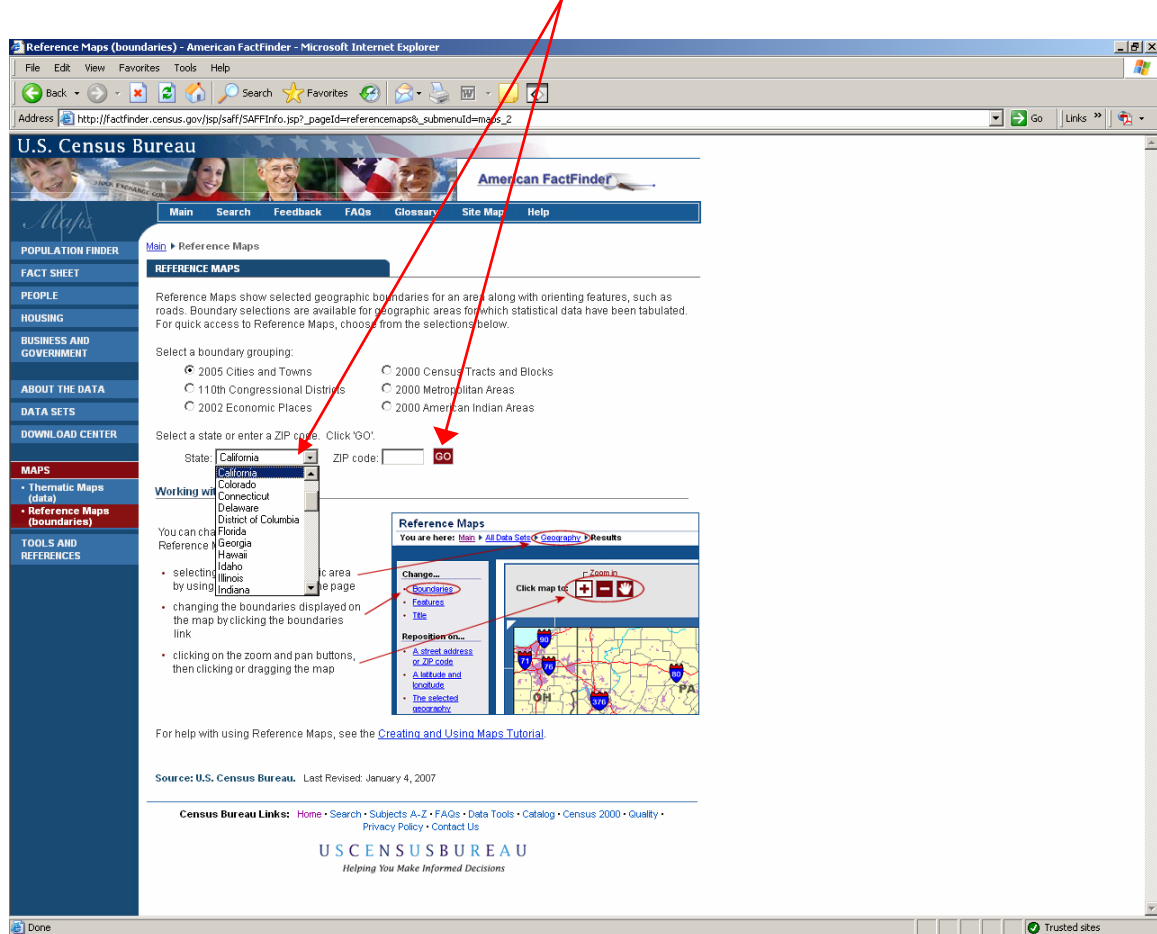 Reference Maps (boundaries) - American FactFinder - Microsoft Internet Explorer
File Edit View Favorites Tools Help
Back Search Favorites
Address http://factfinder.census.gov/jsp/saff/SAFFInfo.jsp?_pageId=referencemaps&_submenuId=maps_2 Go Links »
U.S. Census Bureau
STOCK EXCHANGE
American FactFinder
Maps
Main Search Feedback FAQs Glossary Site Map Help
POPULATION FINDER
FACT SHEET
PEOPLE
HOUSING
BUSINESS AND
GOVERNMENT
ABOUT THE DATA
DATA SETS
DOWNLOAD CENTER
MAPS
• Thematic Maps
(data)
• Reference Maps
(boundaries)
TOOLS AND
REFERENCES
Main ▸ Reference Maps
REFERENCE MAPS
Reference Maps show selected geographic boundaries for an area along with orienting features, such as
roads. Boundary selections are available for geographic areas for which statistical data have been tabulated.
For quick access to Reference Maps, choose from the selections below.
Select a boundary grouping:
2005 Cities and Towns 2000 Census Tracts and Blocks
110th Congressional Districts 2000 Metropolitan Areas
2002 Economic Places 2000 American Indian Areas
Select a state or enter a ZIP code. Click 'GO'.
State: California ZIP code: GO
California
Colorado
Connecticut
Delaware
District of Columbia
Florida
Georgia
Hawaii
Idaho
Illinois
Indiana
Working wit
You can cha
Reference M
• selecting ic area
by using e page
• changing the boundaries displayed on
the map by clicking the boundaries
link
• clicking on the zoom and pan buttons,
then clicking or dragging the map
Reference Maps
You are here: Main ▸ All Data Sets ▸ Geography ▸ Results
Change...
• Boundaries
• Features
• Title
Reposition on...
• A street address
or ZIP code
• A latitude and
longitude
• The selected
geography
Zoom in
Click map to:
90
71
76
80
376
OH
PA
For help with using Reference Maps, see the Creating and Using Maps Tutorial.
Source: U.S. Census Bureau. Last Revised: January 4, 2007
Census Bureau Links: Home • Search • Subjects A-Z • FAQs • Data Tools • Catalog • Census 2000 • Quality •
Privacy Policy • Contact Us
USCENSUSBUREAU
Helping You Make Informed Decisions
Done Trusted sites